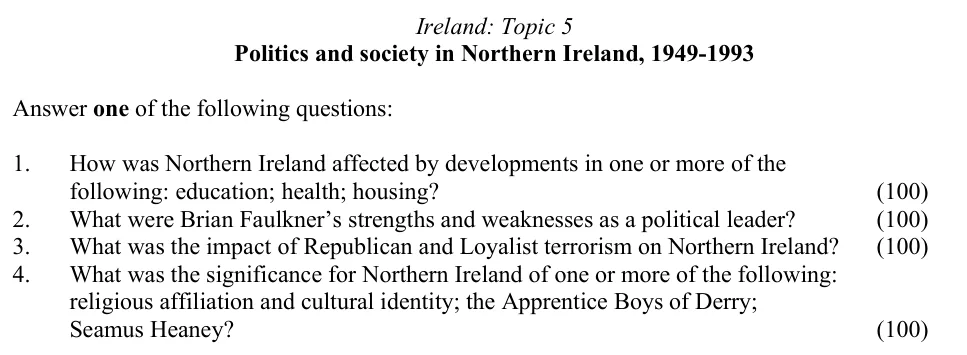 Ireland: Topic 5
Politics and society in Northern Ireland, 1949-1993
Answer one of the following questions:
1. How was Northern Ireland affected by developments in one or more of the
following: education; health; housing? (100)
2. What were Brian Faulkner’s strengths and weaknesses as a political leader? (100)
3. What was the impact of Republican and Loyalist terrorism on Northern Ireland? (100)
4. What was the significance for Northern Ireland of one or more of the following:
religious affiliation and cultural identity; the Apprentice Boys of Derry;
Seamus Heaney? (100)